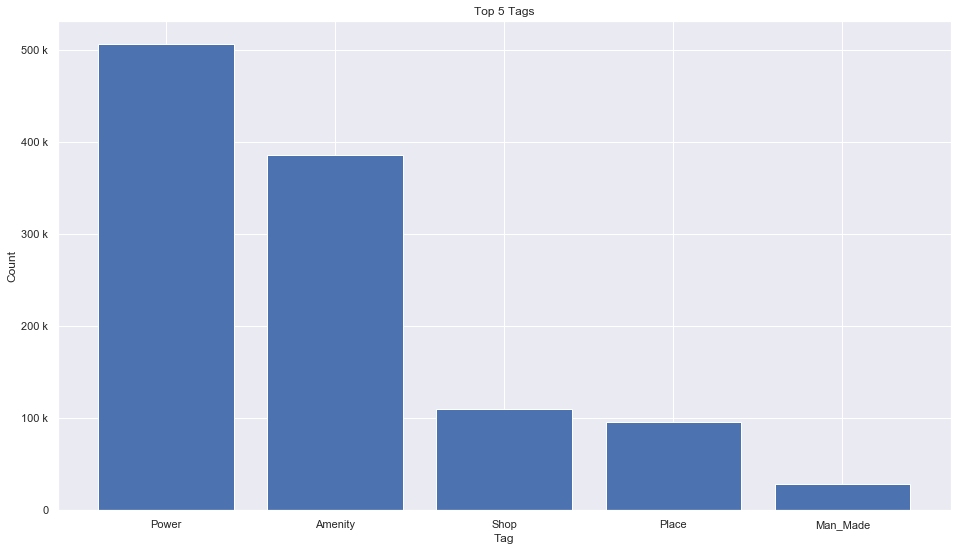 Top 5 Tags
500 k
400 k
300 k
200 k
100 k
0
Count
Power Amenity Shop Place Man_Made
Tag